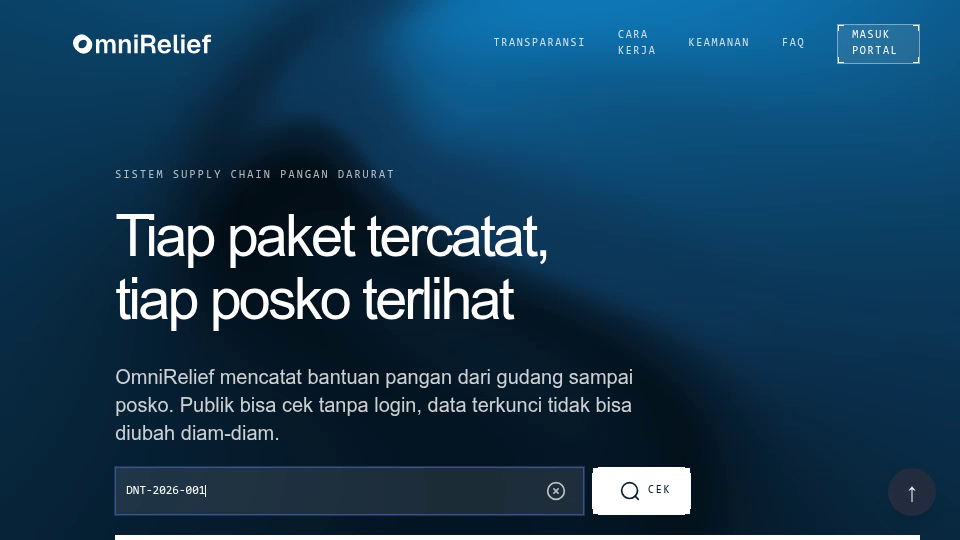 OmniRelief
TRANSPARANSI
CARA
KERJA
KEAMANAN
FAQ
MASUK
PORTAL
SISTEM SUPPLY CHAIN PANGAN DARURAT
Tiap paket tercatat,
tiap posko terlihat
OmniRelief mencatat bantuan pangan dari gudang sampai
posko. Publik bisa cek tanpa login, data terkunci tidak bisa
diubah diam-diam.
DNT-2026-001
CEK
↑